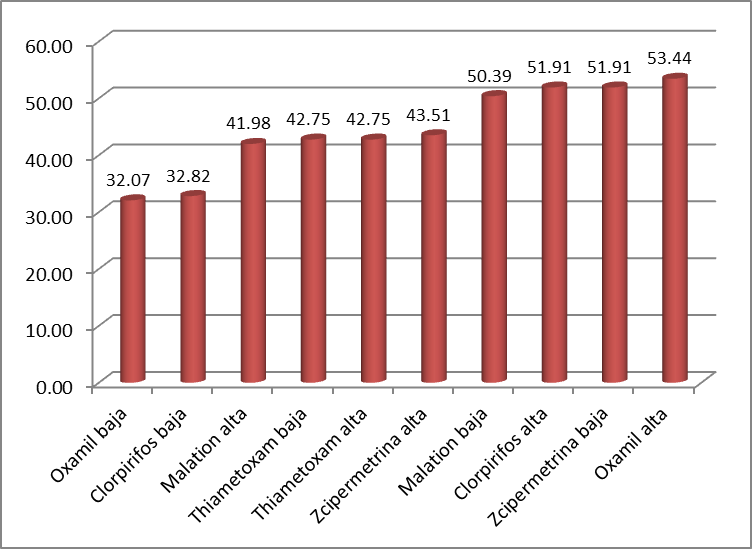 60.00
50.00
40.00
30.00
20.00
10.00
0.00
32.07
32.82
41.98
42.75
42.75
43.51
50.39
51.91
51.91
53.44
Oxamil baja
Clorpirifos baja
Malation alta
Thiametoxam baja
Thiametoxam alta
Zcipermetrina alta
Malation baja
Clorpirifos alta
Zcipermetrina baja
Oxamil alta